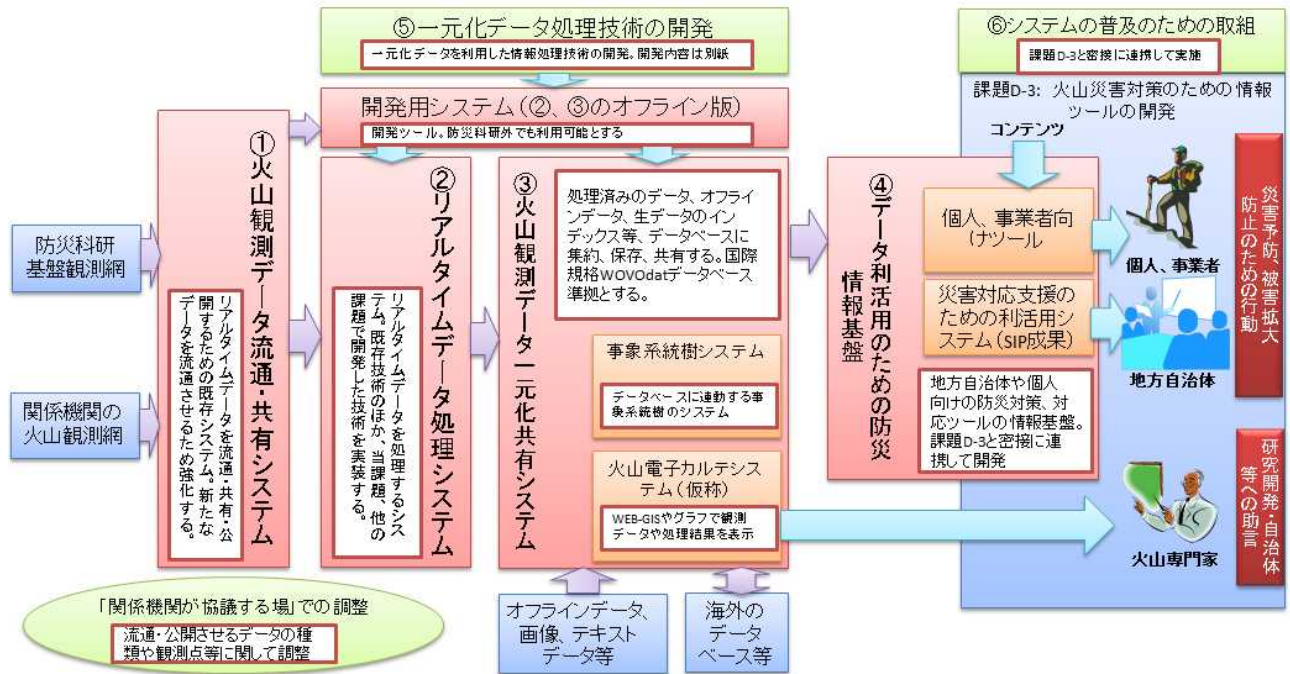 ⑤一元化データ処理技術の開発
一元化データを利用した情報処理技術の開発。開発内容は別紙
⑥システムの普及のための取組
課題D-3と密接に連携して実施
開発用システム(②、③のオフライン版)
開発ツール。防災科研外でも利用可能とする
課題D-3: 火山災害対策のための情報
ツールの開発
コンテンツ
防災科研
基盤観測網
関係機関の
火山観測網
①火山観測データ流通・共有システム
リアルタイムデータを流通・共有・公
開するための既存システム。新たな
データを流通させるため強化する。
②リアルタイムデータ処理システム
リアルタイムデータを処理するシス
テム。既存技術のほか、当課題、他の
課題で開発した技術を実装する。
③火山観測データ一元化共有システム
処理済みのデータ、オフライ
ンデータ、生データのイン
デックス等、データベースに
集約、保存、共有する。国際
規格WOVOdatデータベース
準拠とする。
事象系統樹システム
データベースに連動する事
象系統樹のシステム
火山電子カルテシス
テム(仮称)
WEB-GISやグラフで観測
データや処理結果を表示
④データ利活用のための防災
情報基盤
個人、事業者向
けツール
災害対応支援の
ための利活用シ
ステム(SIP成果)
地方自治体や個人
向けの防災対策、対
応ツールの情報基盤。
課題D-3と密接に連
携して開発
個人、事業者
地方自治体
火山専門家
災害予防、被害拡大
防止のための行動
研究開発・自治体
等への助言
「関係機関が協議する場」での調整
流通・公開させるデータの種
類や観測点等に関して調整
オフラインデータ、
画像、テキスト
データ等
海外の
データ
ベース等